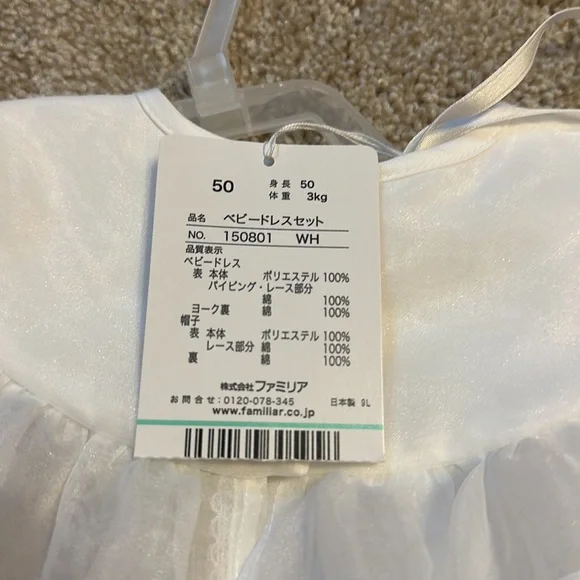 50 身長 50
体重 3kg
品名 ベビードレスセット
NO. 150801 WH
品質表示
ベビードレス
表 本体 ポリエステル 100%
パイピング・レース部分
綿 100%
ヨーク裏 綿 100%
帽子
表 本体 ポリエステル 100%
レース部分 綿 100%
裏 綿 100%
株式会社ファミリア
お問合せ:0120-078-345 日本製 9L
www.familiar.co.jp